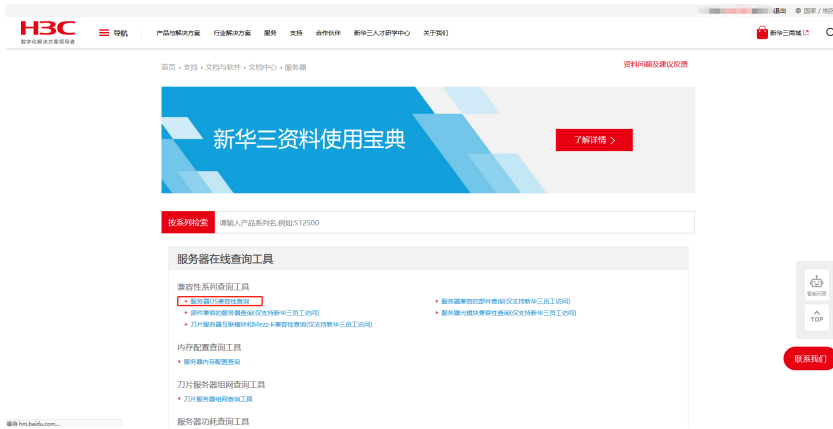 退出 国家 / 地区
H3C
数字化解决方案领导者
导航 产品与解决方案 行业解决方案 服务 支持 合作伙伴 新华三人才研学中心 关于我们 新华三商城
首页 › 支持 › 文档与软件 › 文档中心 › 服务器 资料问题及建议反馈
新华三资料使用宝典
了解详情 >
按系列检索 请输入产品系列名,例如:S12500
服务器在线查询工具
兼容性系列查询工具
服务器OS兼容性查询 服务器兼容的部件查询(仅支持新华三员工访问)
部件兼容的服务器查询(仅支持新华三员工访问) 服务器光模块兼容性查询(仅支持新华三员工访问)
刀片服务器互联模块和Mezz卡兼容性查询(仅支持新华三员工访问)
内存配置查询工具
服务器内存配置查询
刀片服务器组网查询工具
刀片服务器组网查询工具
服务器功耗查询工具
智能问答
TOP
联系我们
等待 hm.baidu.com...